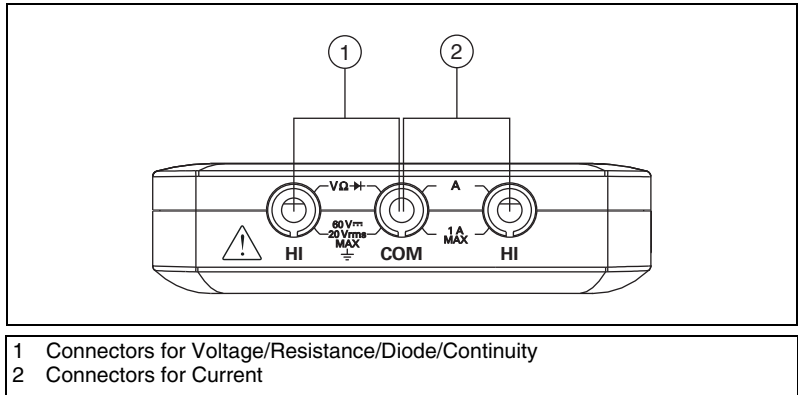 1 2
VΩ A
60 V⎓
20 Vrms
MAX
1 A
MAX
HI COM HI
1 Connectors for Voltage/Resistance/Diode/Continuity
2 Connectors for Current